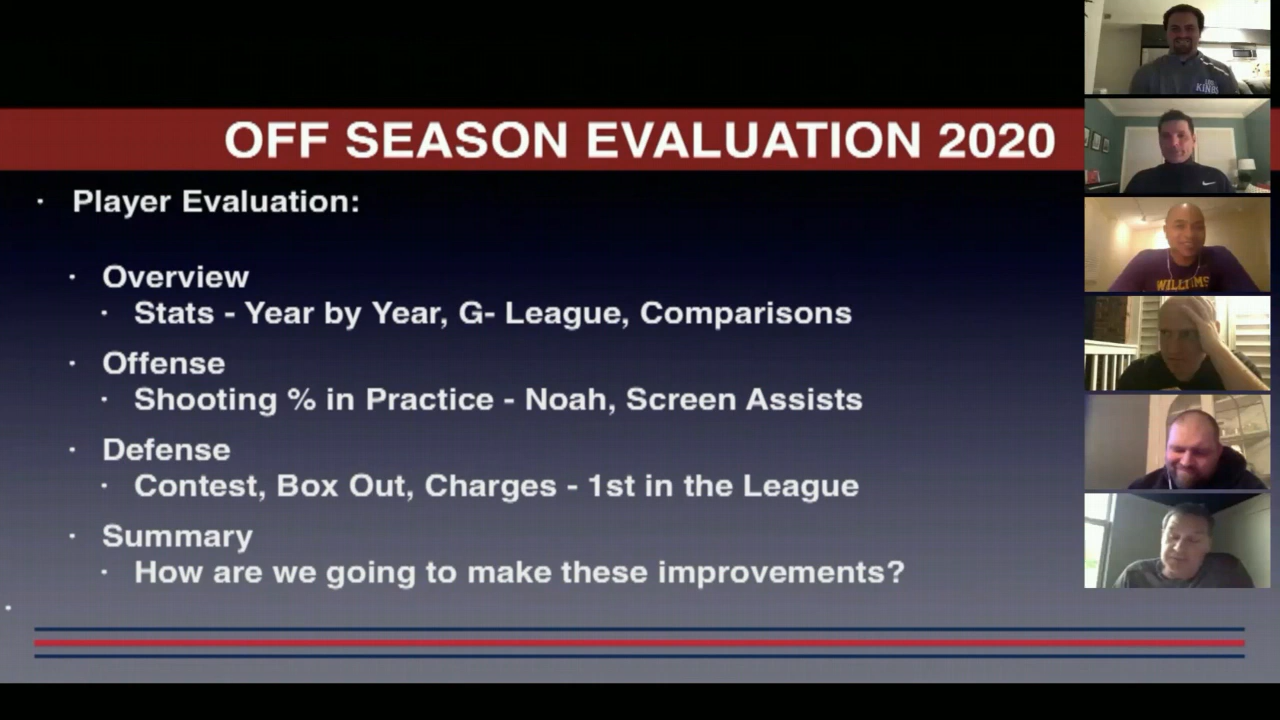 OFF SEASON EVALUATION 2020
· Player Evaluation:
· Overview
· Stats - Year by Year, G- League, Comparisons
· Offense
· Shooting % in Practice - Noah, Screen Assists
· Defense
· Contest, Box Out, Charges - 1st in the League
· Summary
· How are we going to make these improvements?
KINGS
WILLIAMS